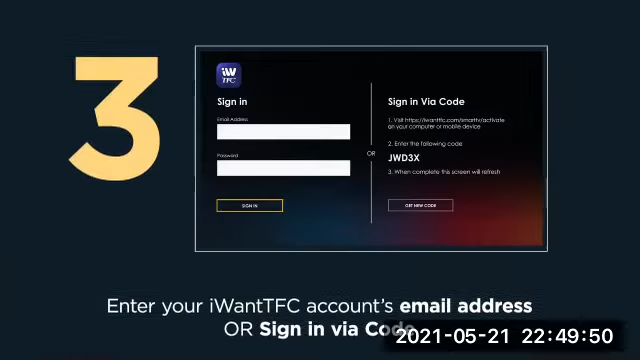 3
iW
TFC
Sign in
Email Address
Password
SIGN IN
OR
Sign in Via Code
1. Visit https://iwanttfc.com/smarttv/activate
on your computer or mobile device
2. Enter the following code
JWD3X
3. When complete this screen will refresh
GET NEW CODE
Enter your iWantTFC account's email address
OR Sign in via Code
2021-05-21 22:49:50